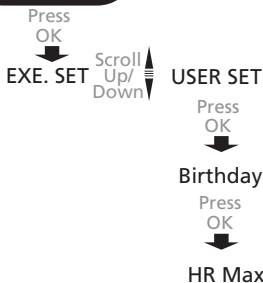 Press
OK
EXE. SET
Scroll
Up/
Down
USER SET
Press
OK
Birthday
Press
OK
HR Max